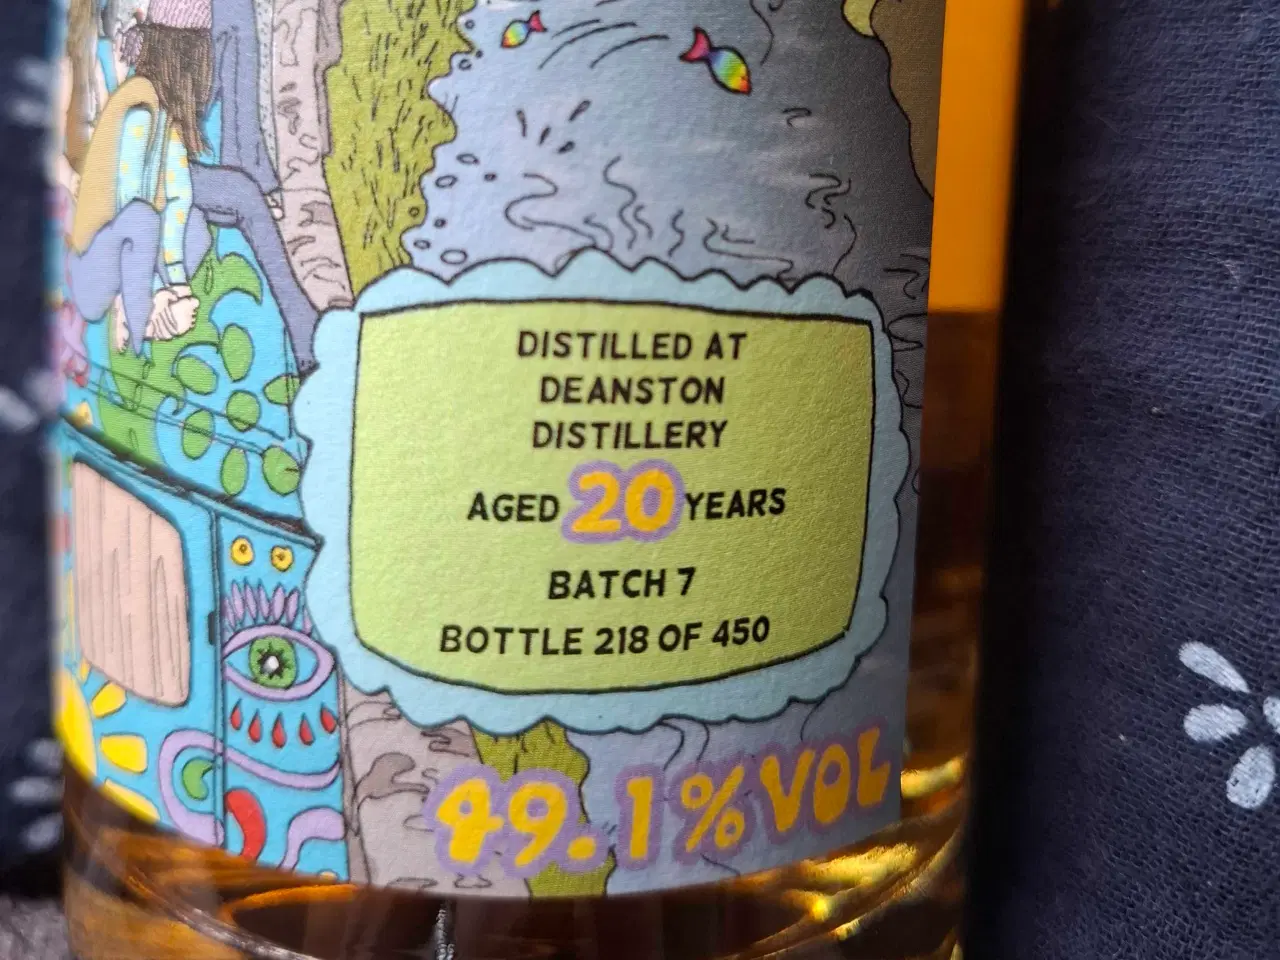 DISTILLED AT
DEANSTON
DISTILLERY
AGED 20 YEARS
BATCH 7
BOTTLE 218 OF 450
49.1% VOL